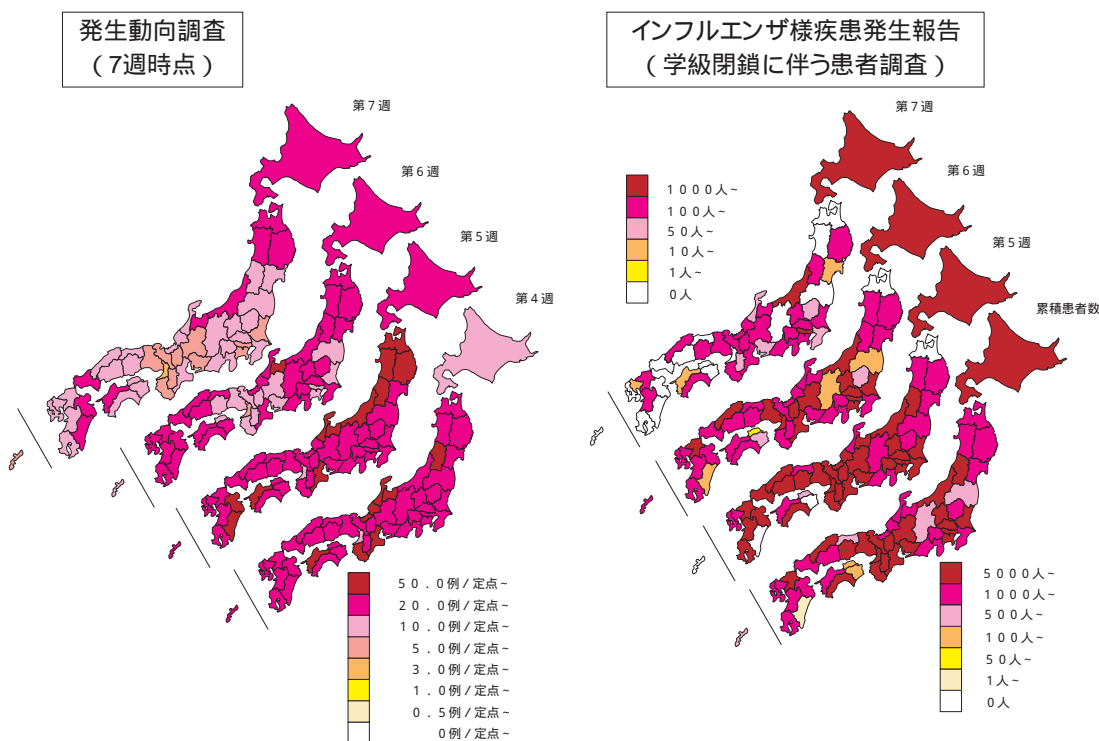 発生動向調査
(7週時点)
第7週
第6週
第5週
第4週
50.0例/定点~
20.0例/定点~
10.0例/定点~
5.0例/定点~
3.0例/定点~
1.0例/定点~
0.5例/定点~
0例/定点~
インフルエンザ様疾患発生報告
(学級閉鎖に伴う患者調査)
第7週
第6週
第5週
累積患者数
1000人~
100人~
50人~
10人~
1人~
0人
5000人~
1000人~
500人~
100人~
50人~
1人~
0人